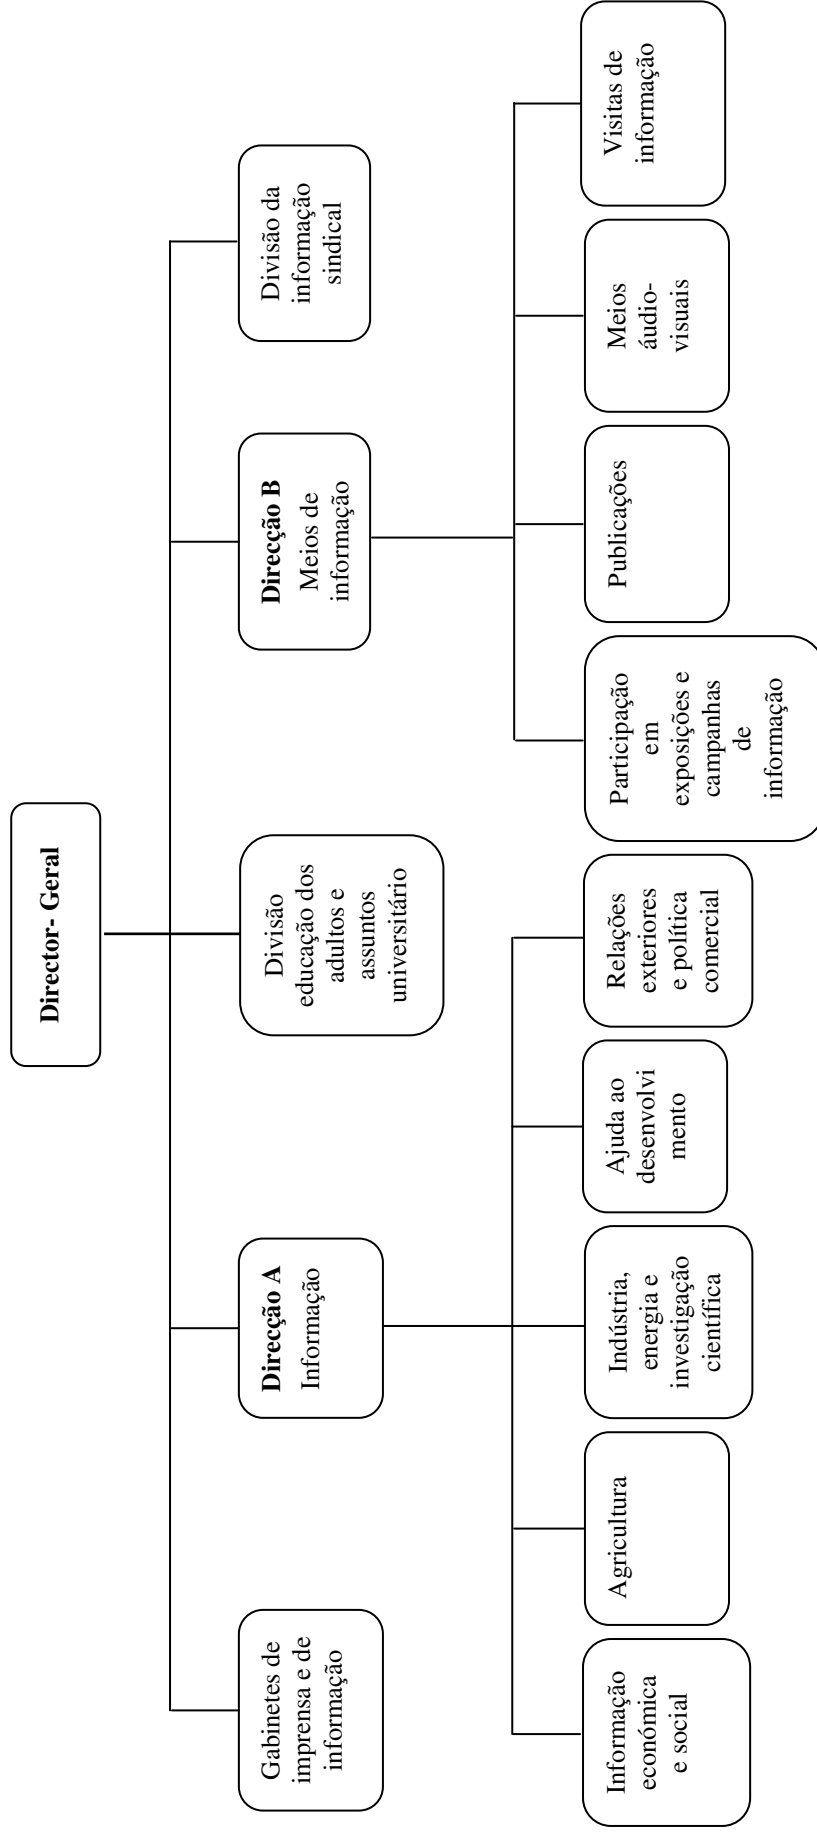 Director- Geral
Gabinetes de
imprensa e de
informação
Direcção A
Informação
Divisão
educação dos
adultos e
assuntos
universitário
Direcção B
Meios de
informação
Divisão da
informação
sindical
Informação
económica
e social
Agricultura
Indústria,
energia e
investigação
científica
Ajuda ao
desenvolvi
mento
Relações
exteriores
e política
comercial
Participação
em
exposições e
campanhas
de
informação
Publicações
Meios
áudio-
visuais
Visitas de
informação